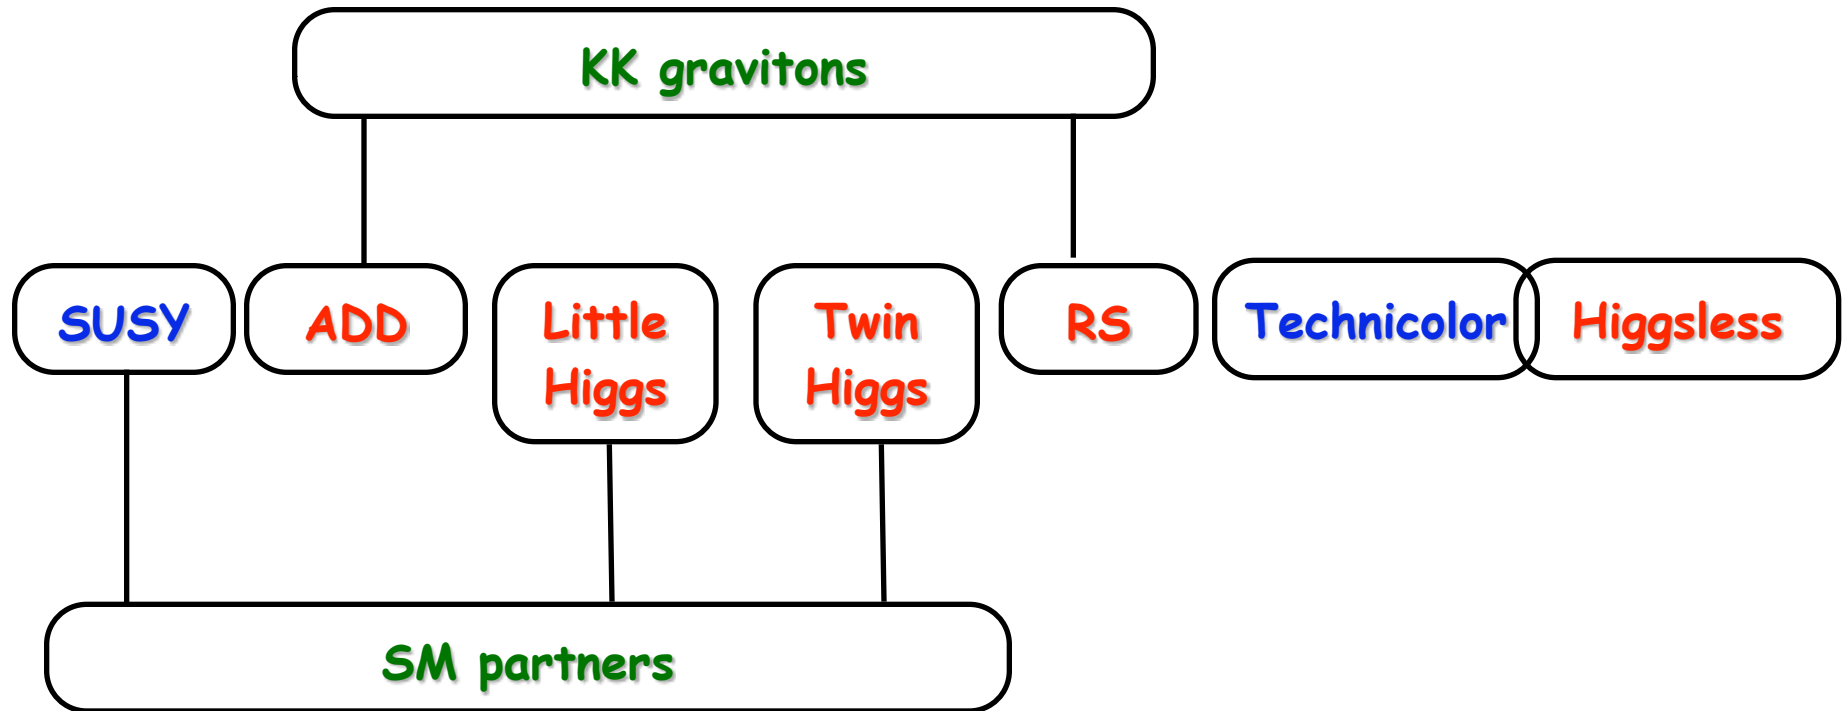 KK gravitons
SUSY
ADD
Little
Higgs
Twin
Higgs
RS
Technicolor
Higgsless
SM partners